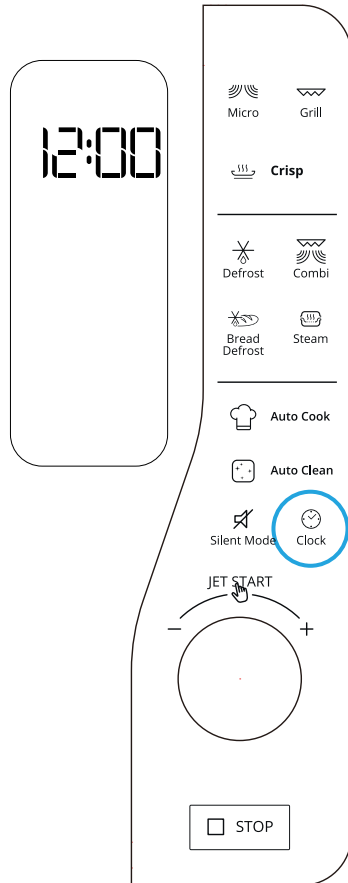 12:00
Micro Grill
Crisp
Defrost Combi
Bread
Defrost
Steam
Auto Cook
Auto Clean
Silent Mode Clock
JET START
- +
STOP